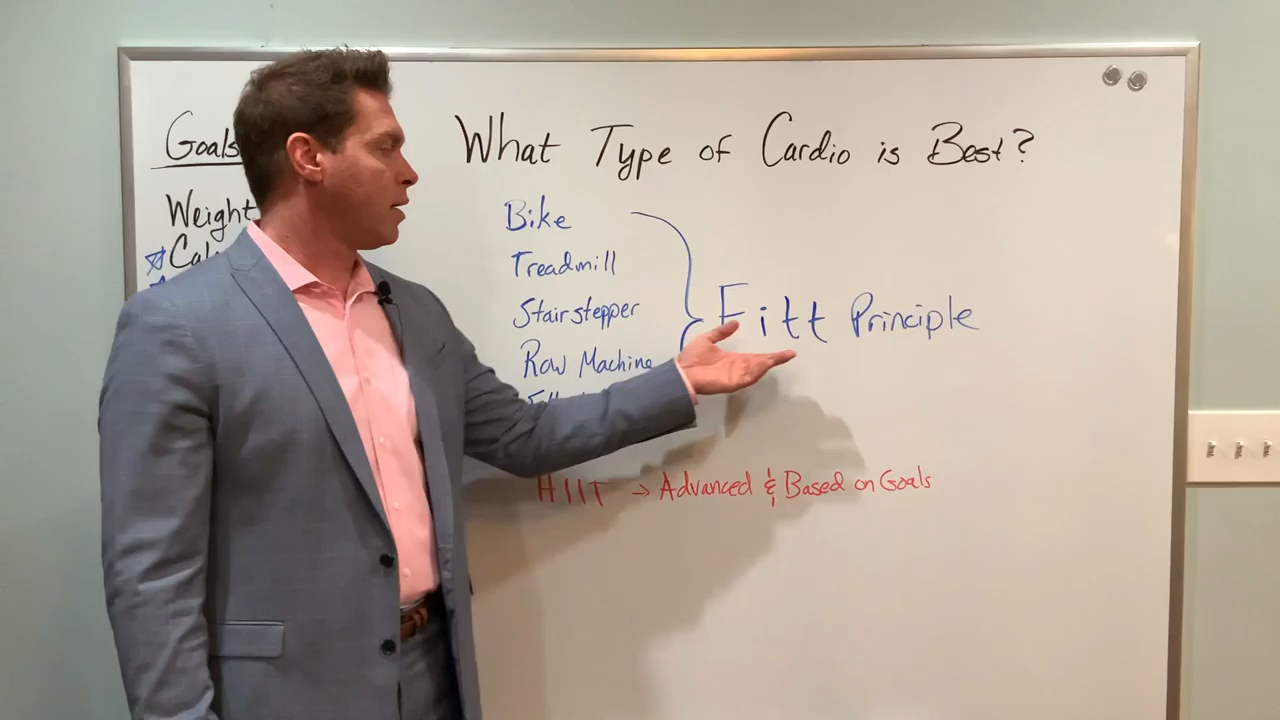 What Type of Cardio is Best?
Goals
Weight
Bike
Treadmill
Stairstepper
Row Machine
Fitt Principle
HIIT → Advanced & Based on Goals